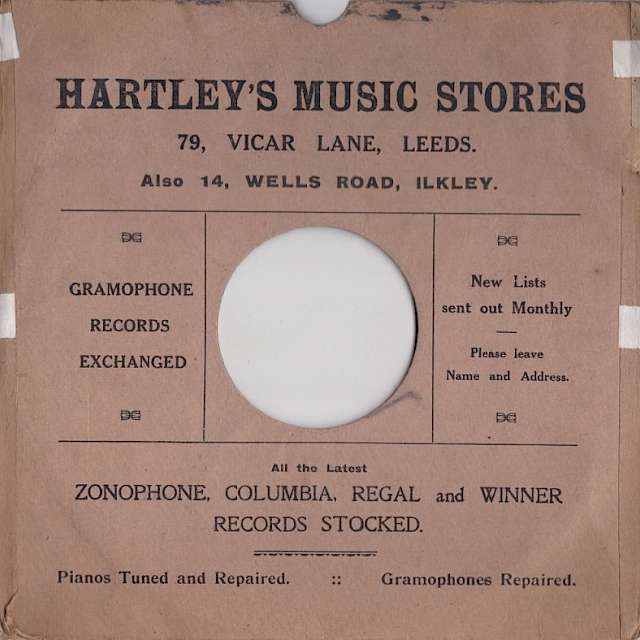 HARTLEY'S MUSIC STORES
79, VICAR LANE, LEEDS.
Also 14, WELLS ROAD, ILKLEY.
GRAMOPHONE
RECORDS
EXCHANGED
New Lists
sent out Monthly
Please leave
Name and Address.
All the Latest
ZONOPHONE, COLUMBIA, REGAL and WINNER
RECORDS STOCKED.
Pianos Tuned and Repaired. :: Gramophones Repaired.